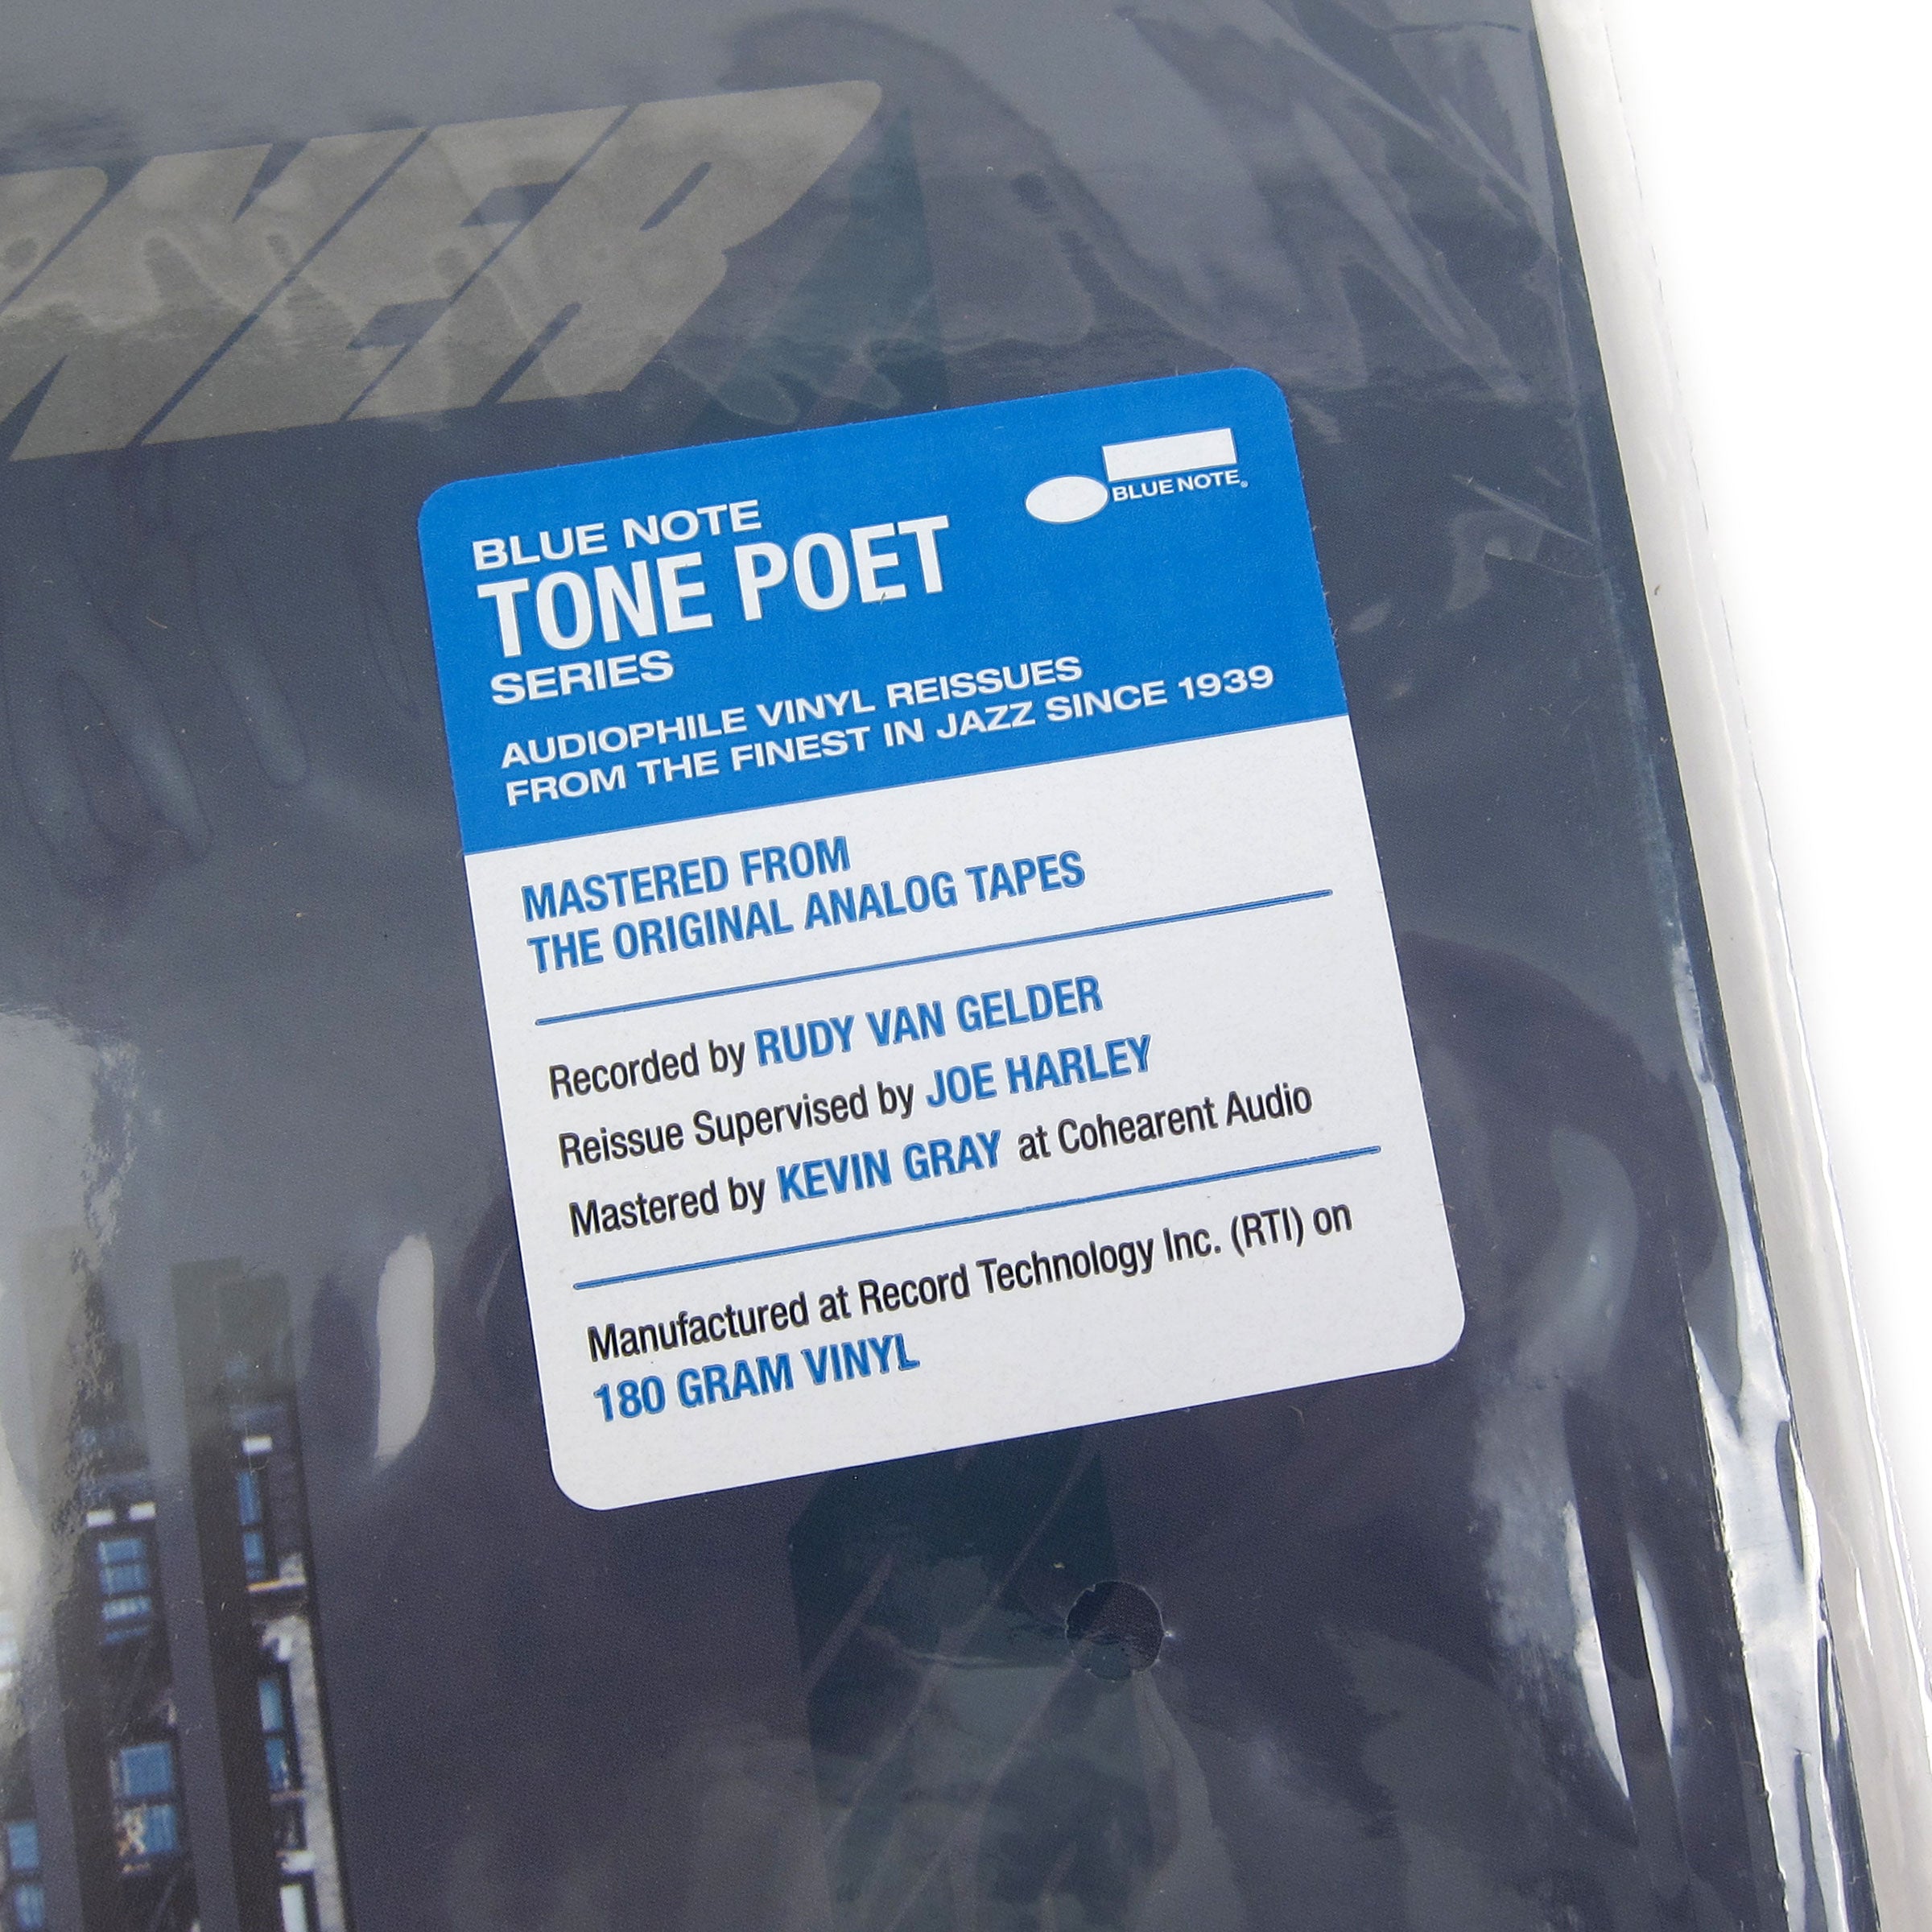 NER
BLUE NOTE
TONE POET
SERIES
BLUE NOTE®
AUDIOPHILE VINYL REISSUES
FROM THE FINEST IN JAZZ SINCE 1939
MASTERED FROM
THE ORIGINAL ANALOG TAPES
Recorded by RUDY VAN GELDER
Reissue Supervised by JOE HARLEY
Mastered by KEVIN GRAY at Cohearent Audio
Manufactured at Record Technology Inc. (RTI) on
180 GRAM VINYL